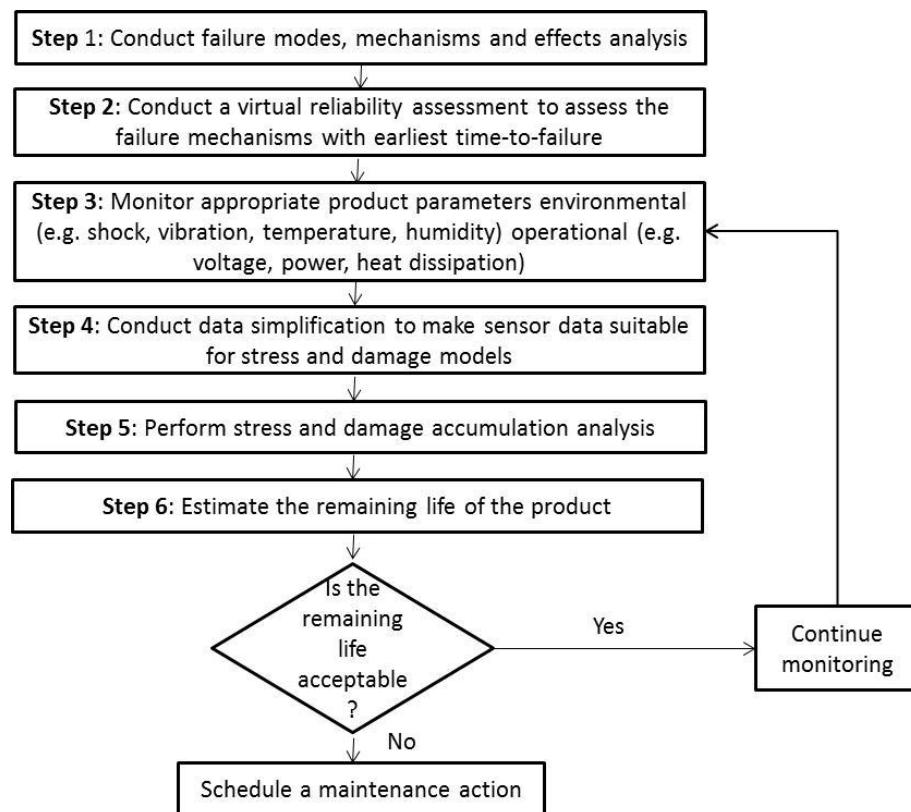 Step 1: Conduct failure modes, mechanisms and effects analysis
Step 2: Conduct a virtual reliability assessment to assess the
failure mechanisms with earliest time-to-failure
Step 3: Monitor appropriate product parameters environmental
(e.g. shock, vibration, temperature, humidity) operational (e.g.
voltage, power, heat dissipation)
Step 4: Conduct data simplification to make sensor data suitable
for stress and damage models
Step 5: Perform stress and damage accumulation analysis
Step 6: Estimate the remaining life of the product
Is the
remaining
life
acceptable
?
Yes
Continue
monitoring
No
Schedule a maintenance action